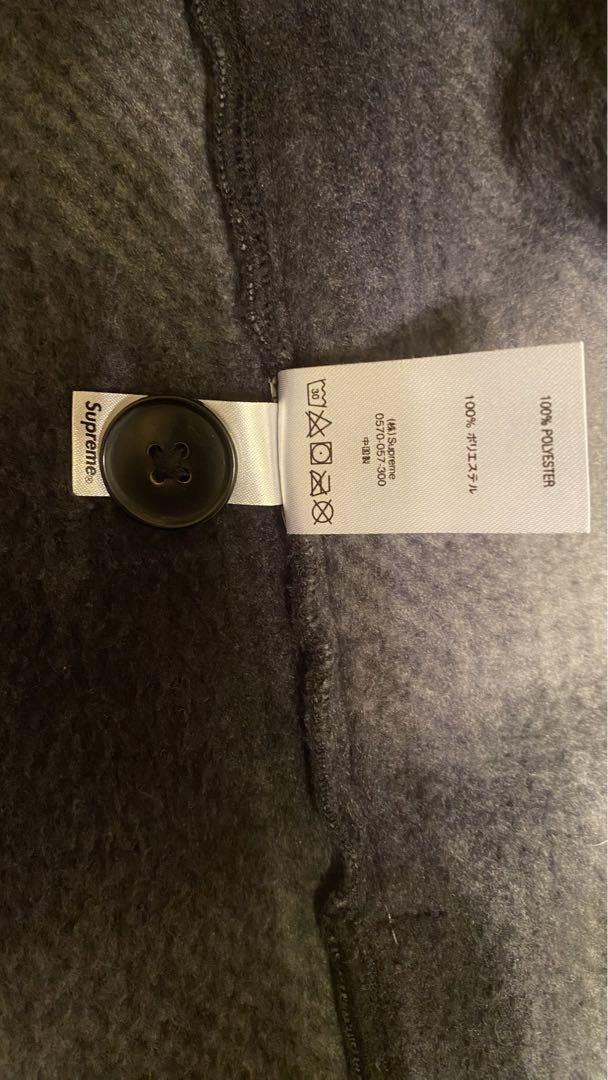 100% POLYESTER
100% ポリエステル
(株) Supreme
0570-057-300
中国製
30
Supreme®